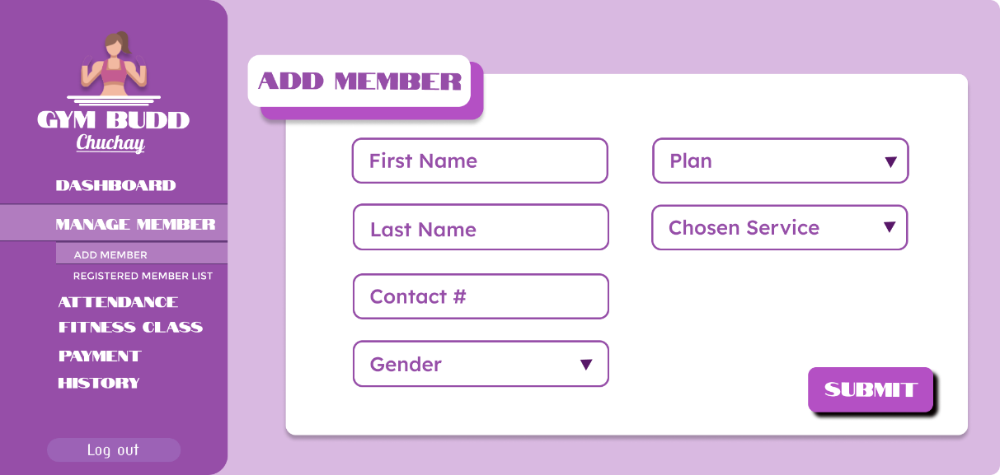 GYM BUDD
Chuchay
DASHBOARD
MANAGE MEMBER
ADD MEMBER
REGISTERED MEMBER LIST
ATTENDANCE
FITNESS CLASS
PAYMENT
HISTORY
Log out
ADD MEMBER
First Name
Last Name
Contact #
Gender
Plan
Chosen Service
SUBMIT